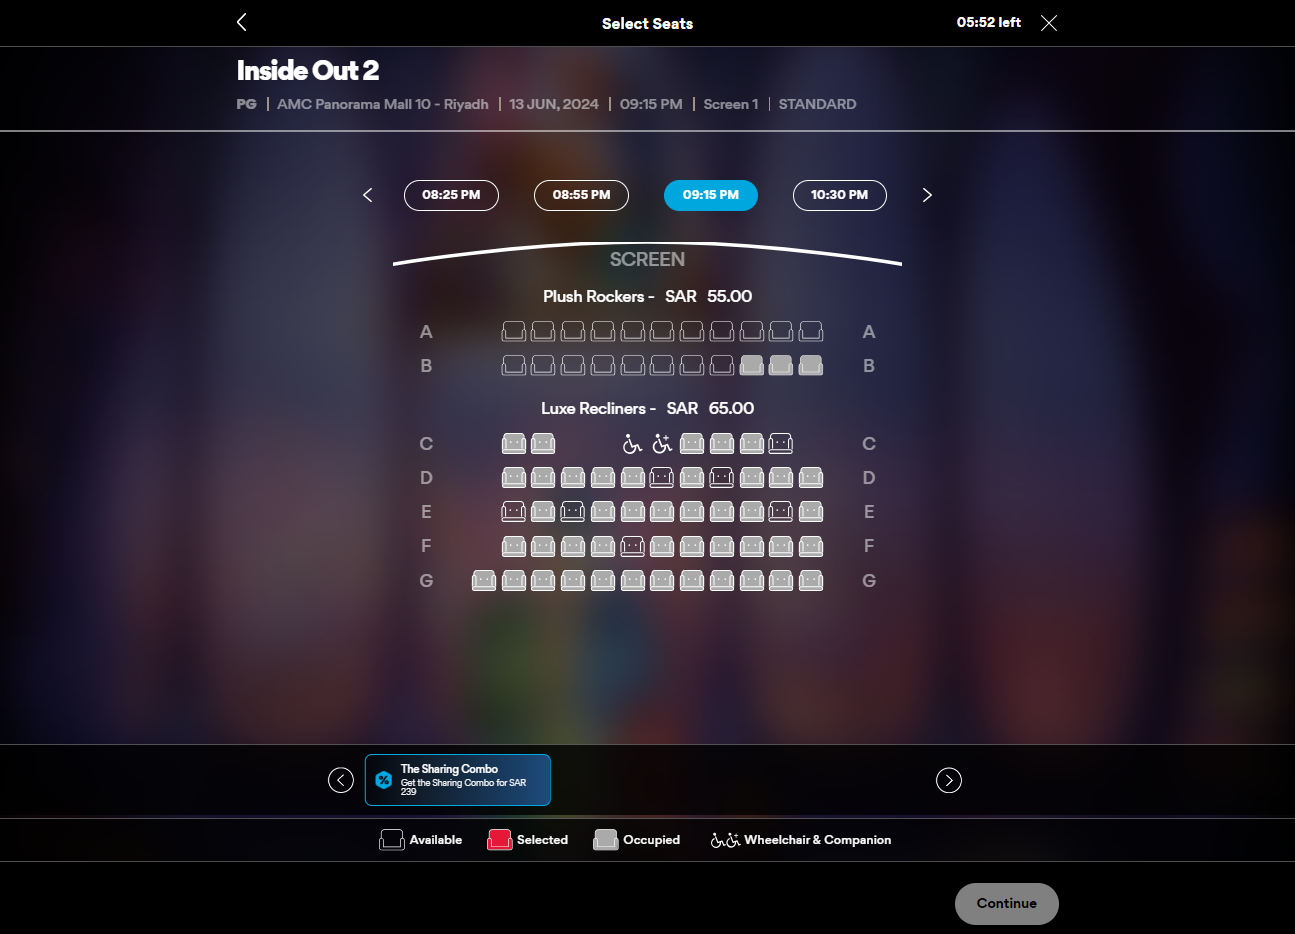 Select Seats
05:52 left
Inside Out 2
PG | AMC Panorama Mall 10 - Riyadh | 13 JUN, 2024 | 09:15 PM | Screen 1 | STANDARD
08:25 PM 08:55 PM 09:15 PM 10:30 PM
SCREEN
Plush Rockers - SAR 55.00
A A
B B
Luxe Recliners - SAR 65.00
C C
D D
E E
F F
G G
The Sharing Combo
Get the Sharing Combo for SAR
239
Available Selected Occupied Wheelchair & Companion
Continue